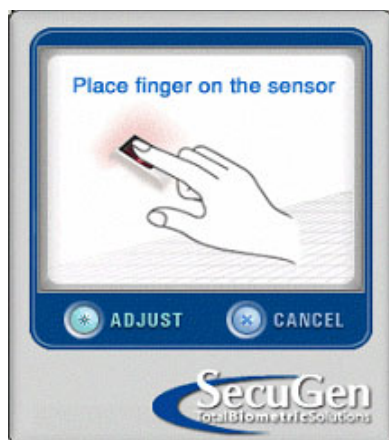 Place finger on the sensor
ADJUST
CANCEL
SecuGen
Total Biometric Solutions